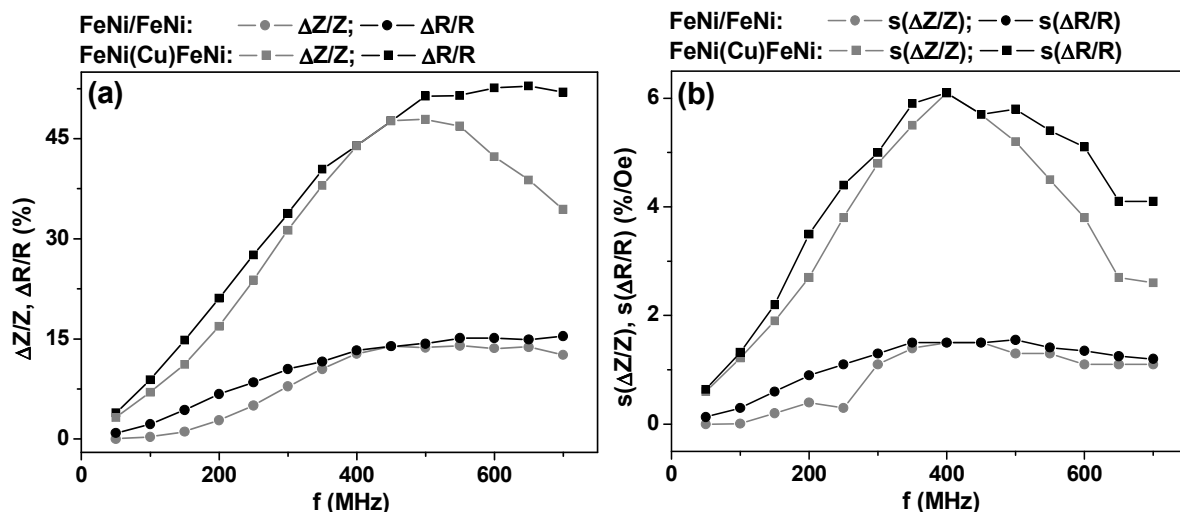 FeNi/FeNi: ΔZ/Z; ΔR/R
FeNi(Cu)FeNi: ΔZ/Z; ΔR/R
(a)
45
30
15
0
0
200
400
600
ΔZ/Z, ΔR/R (%)
f (MHz)
FeNi/FeNi: s(ΔZ/Z); s(ΔR/R)
FeNi(Cu)FeNi: s(ΔZ/Z); s(ΔR/R)
(b)
6
4
2
0
0
200
400
600
s(ΔZ/Z), s(ΔR/R) (%/Oe)
f (MHz)